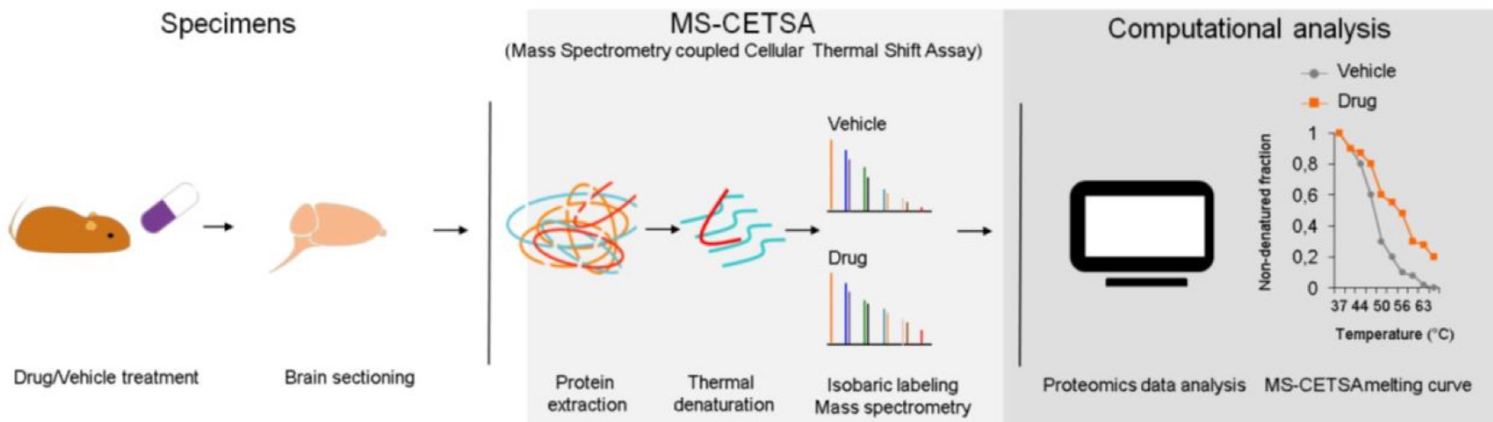 Specimens
MS-CETSA
(Mass Spectrometry coupled Cellular Thermal Shift Assay)
Computational analysis
Vehicle
Drug
Vehicle
Drug
Non-denatured fraction
1
0,8
0,6
0,4
0,2
0
37 44 50 56 63
Temperature (°C)
Drug/Vehicle treatment
Brain sectioning
Protein
extraction
Thermal
denaturation
Isobaric labeling
Mass spectrometry
Proteomics data analysis
MS-CETSA melting curve